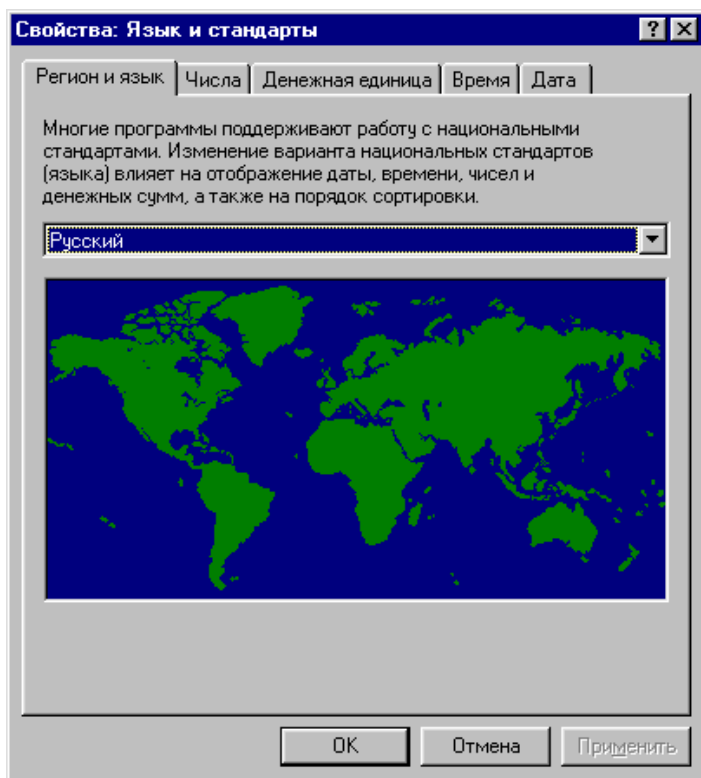 Свойства: Язык и стандарты
Регион и язык Числа Денежная единица Время Дата
Многие программы поддерживают работу с национальными
стандартами. Изменение варианта национальных стандартов
(языка) влияет на отображение даты, времени, чисел и
денежных сумм, а также на порядок сортировки.
Русский
OK Отмена Применить